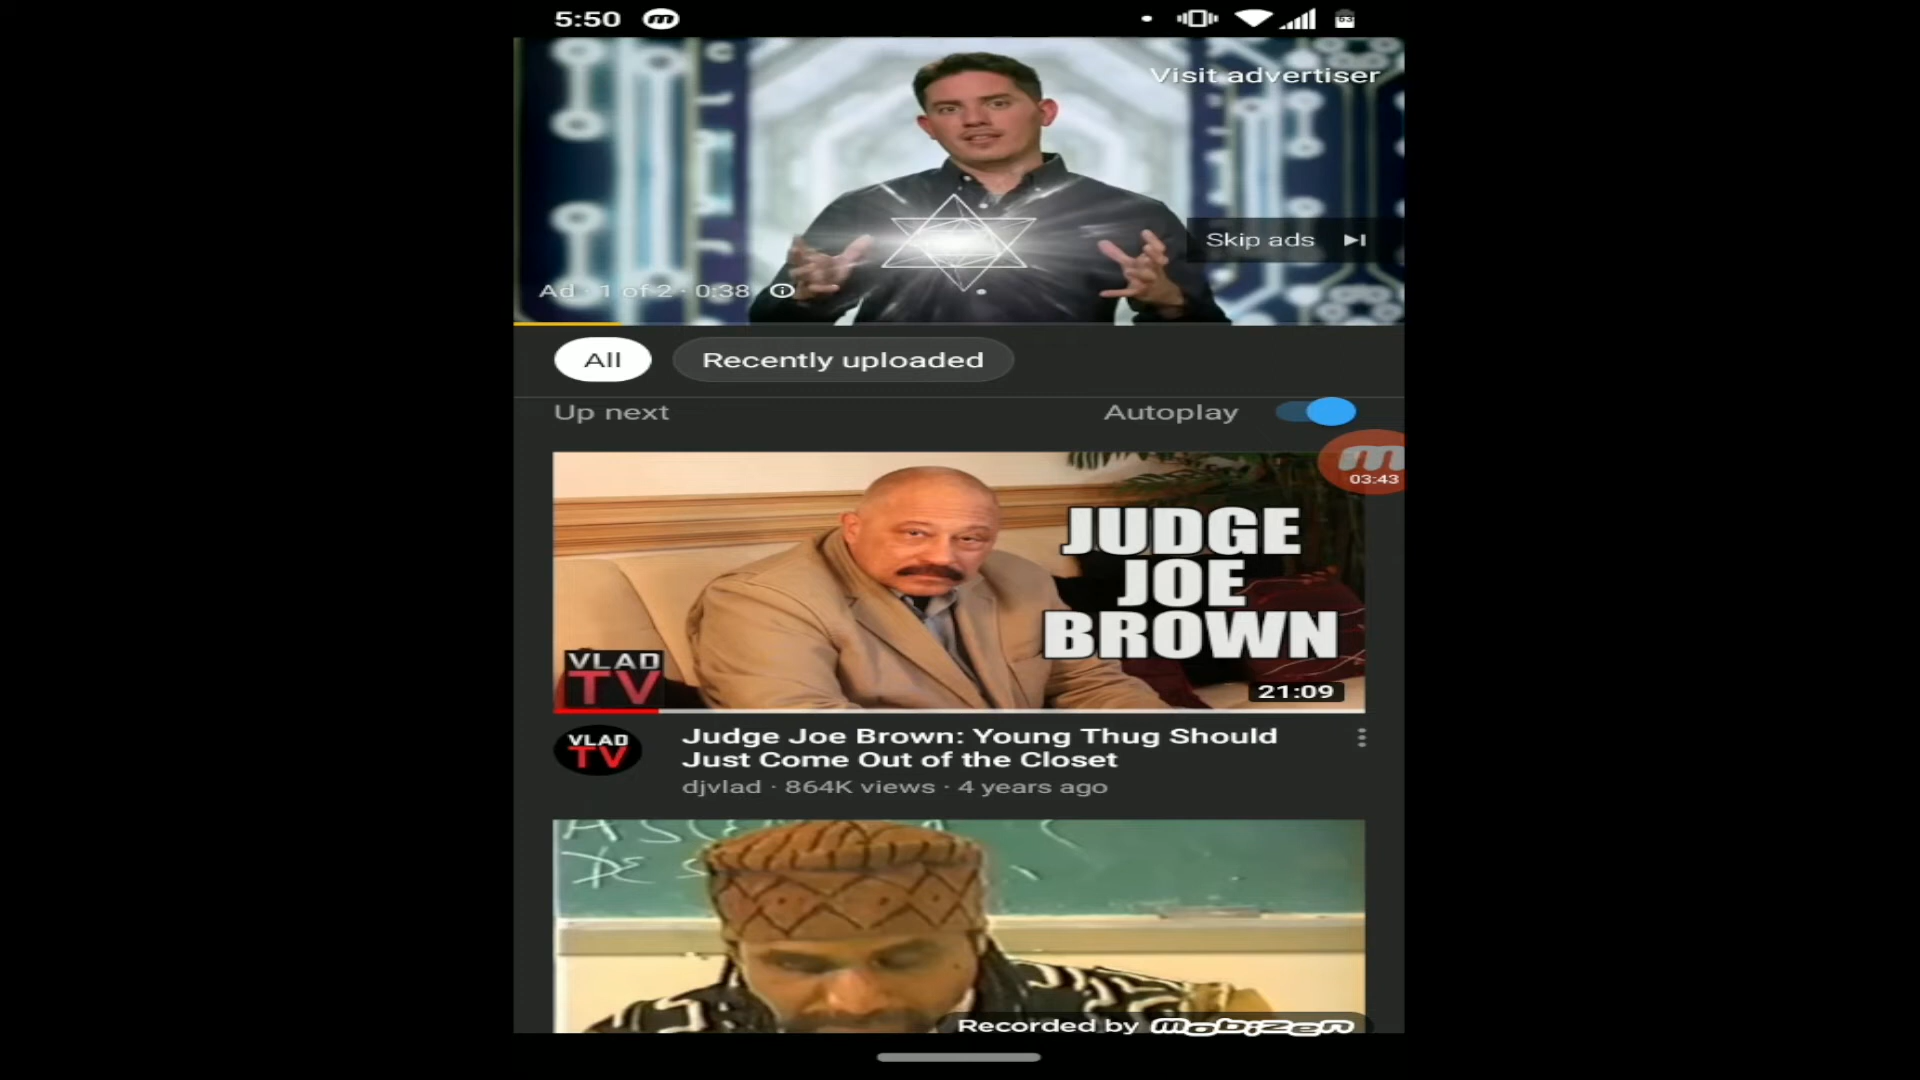 5:50
63
Visit advertiser
Skip ads
Ad · 1 of 2 · 0:38
All
Recently uploaded
Up next
Autoplay
03:43
JUDGE
JOE
BROWN
VLAD
TV
21:09
VLAD
TV
Judge Joe Brown: Young Thug Should
Just Come Out of the Closet
djvlad · 864K views · 4 years ago
Recorded by mobizen